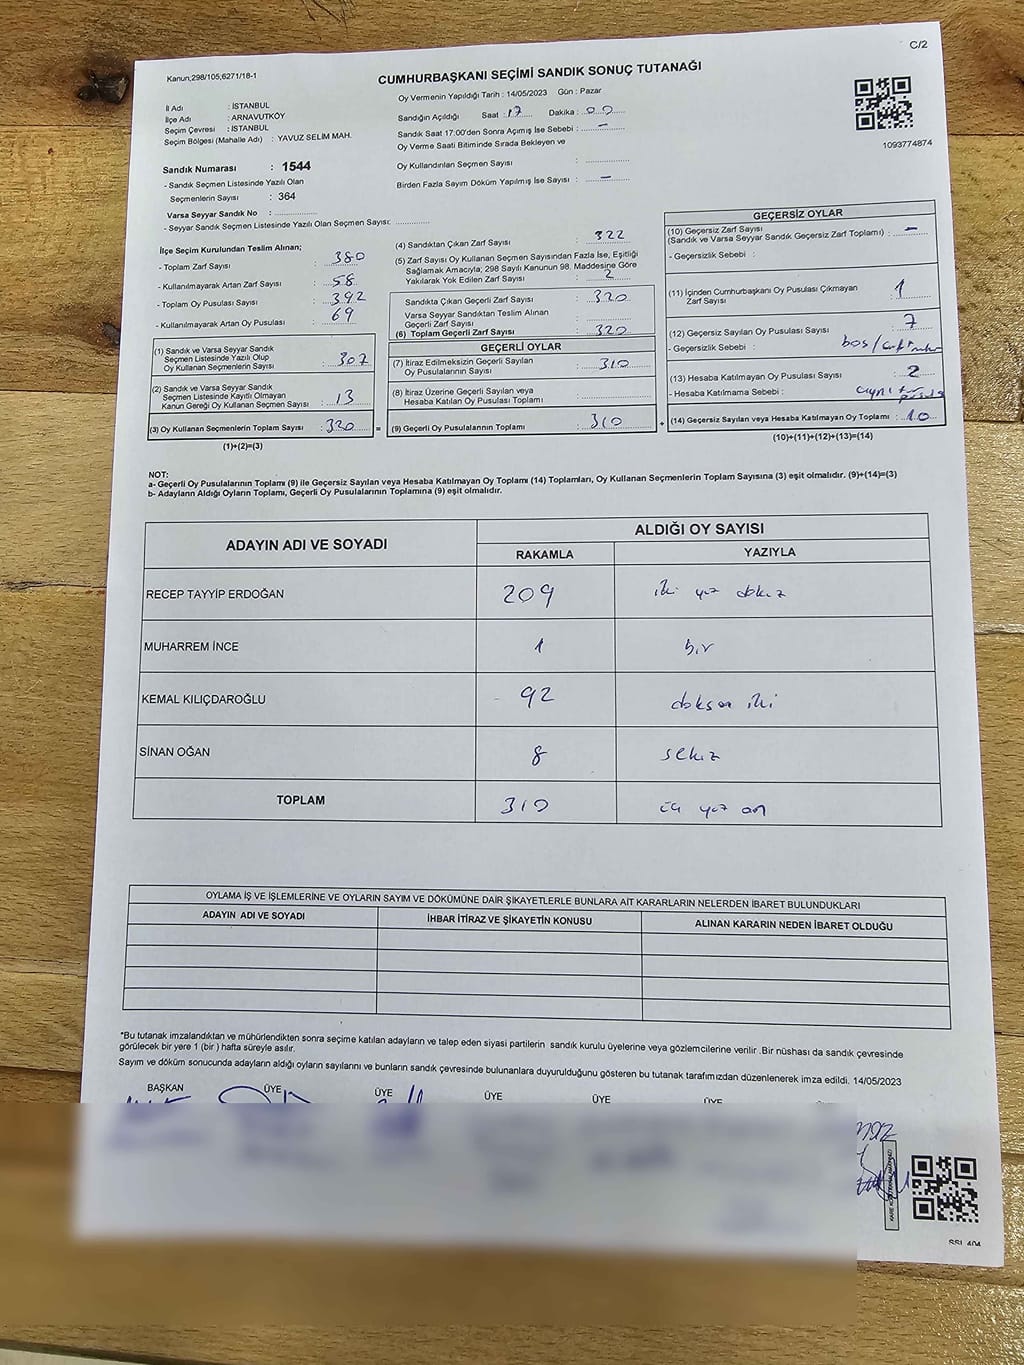 C/2
Kanun;298/105;6271/18-1
CUMHURBAŞKANI SEÇİMİ SANDIK SONUÇ TUTANAĞI
Oy Vermenin Yapıldığı Tarih : 14/05/2023 Gün : Pazar
İl Adı : İSTANBUL
İlçe Adı : ARNAVUTKÖY
Seçim Çevresi : İSTANBUL
Seçim Bölgesi (Mahalle Adı) : YAVUZ SELİM MAH.
Sandığın Açıldığı Saat : 17 Dakika : 00
Sandık Saat 17:00'den Sonra Açımış İse Sebebi : –
Oy Verme Saati Bitiminde Sırada Bekleyen ve
Oy Kullandırılan Seçmen Sayısı :
Birden Fazla Sayım Döküm Yapılmış İse Sayısı : –
1093774874
Sandık Numarası : 1544
- Sandık Seçmen Listesinde Yazılı Olan
Seçmenlerin Sayısı : 364
Varsa Seyyar Sandık No :
- Seyyar Sandık Seçmen Listesinde Yazılı Olan Seçmen Sayısı:
İlçe Seçim Kurulundan Teslim Alınan;
- Toplam Zarf Sayısı : 380
- Kullanılmayarak Artan Zarf Sayısı : 58
- Toplam Oy Pusulası Sayısı : 392
- Kullanılmayarak Artan Oy Pusulası : 69
(1) Sandık ve Varsa Seyyar Sandık
Seçmen Listesinde Yazılı Olup
Oy Kullanan Seçmenlerin Sayısı : 307
(2) Sandık ve Varsa Seyyar Sandık
Seçmen Listesinde Kayıtlı Olmayan
Kanun Gereği Oy Kullanan Seçmen Sayısı : 13
(3) Oy Kullanan Seçmenlerin Toplam Sayısı : 320 =
(1)+(2)=(3)
(4) Sandıktan Çıkan Zarf Sayısı : 322
(5) Zarf Sayısı Oy Kullanan Seçmen Sayısından Fazla İse, Eşitliği
Sağlamak Amacıyla; 298 Sayılı Kanunun 98. Maddesine Göre
Yakılarak Yok Edilen Zarf Sayısı : 2
Sandıkta Çıkan Geçerli Zarf Sayısı : 320
Varsa Seyyar Sandıktan Teslim Alınan
Geçerli Zarf Sayısı :
(6) Toplam Geçerli Zarf Sayısı : 320
GEÇERLİ OYLAR
(7) İtiraz Edilmeksizin Geçerli Sayılan
Oy Pusulalarının Sayısı : 310
(8) İtiraz Üzerine Geçerli Sayılan veya
Hesaba Katılan Oy Pusulası Toplamı :
(9) Geçerli Oy Pusulalarının Toplamı : 310 +
GEÇERSİZ OYLAR
(10) Geçersiz Zarf Sayısı
(Sandık ve Varsa Seyyar Sandık Geçersiz Zarf Toplamı) : –
- Geçersizlik Sebebi :
(11) İçinden Cumhurbaşkanı Oy Pusulası Çıkmayan
Zarf Sayısı : 1
(12) Geçersiz Sayılan Oy Pusulası Sayısı : 7
- Geçersizlik Sebebi : boş/
(13) Hesaba Katılmayan Oy Pusulası Sayısı : 2
- Hesaba Katılmama Sebebi :
(14) Geçersiz Sayılan veya Hesaba Katılmayan Oy Toplamı : 10
(10)+(11)+(12)+(13)=(14)
NOT:
a- Geçerli Oy Pusulalarının Toplamı (9) ile Geçersiz Sayılan veya Hesaba Katılmayan Oy Toplamı (14) Toplamları, Oy Kullanan Seçmenlerin Toplam Sayısına (3) eşit olmalıdır. (9)+(14)=(3)
b- Adayların Aldığı Oyların Toplamı, Geçerli Oy Pusulalarının Toplamına (9) eşit olmalıdır.
ADAYIN ADI VE SOYADI
ALDIĞI OY SAYISI
RAKAMLA YAZIYLA
RECEP TAYYİP ERDOĞAN 209 iki yüz dokuz
MUHARREM İNCE 1 bir
KEMAL KILIÇDAROĞLU 92 doksan iki
SİNAN OĞAN 8 sekiz
TOPLAM 310 üç yüz on
OYLAMA İŞ VE İŞLEMLERİNE VE OYLARIN SAYIM VE DÖKÜMÜNE DAİR ŞİKAYETLERLE BUNLARA AİT KARARLARIN NELERDEN İBARET BULUNDUKLARI
ADAYIN ADI VE SOYADI İHBAR İTİRAZ VE ŞİKAYETİN KONUSU ALINAN KARARIN NEDEN İBARET OLDUĞU
*Bu tutanak imzalandıktan ve mühürlendikten sonra seçime katılan adayların ve talep eden siyasi partilerin sandık kurulu üyelerine veya gözlemcilerine verilir .Bir nüshası da sandık çevresinde
görülecek bir yere 1 (bir ) hafta süreyle asılır.
Sayım ve döküm sonucunda adayların aldığı oyların sayılarını ve bunların sandık çevresinde bulunanlara duyurulduğunu gösteren bu tutanak tarafımızdan düzenlenerek imza edildi. 14/05/2023
BAŞKAN ÜYE ÜYE ÜYE ÜYE ÜYE